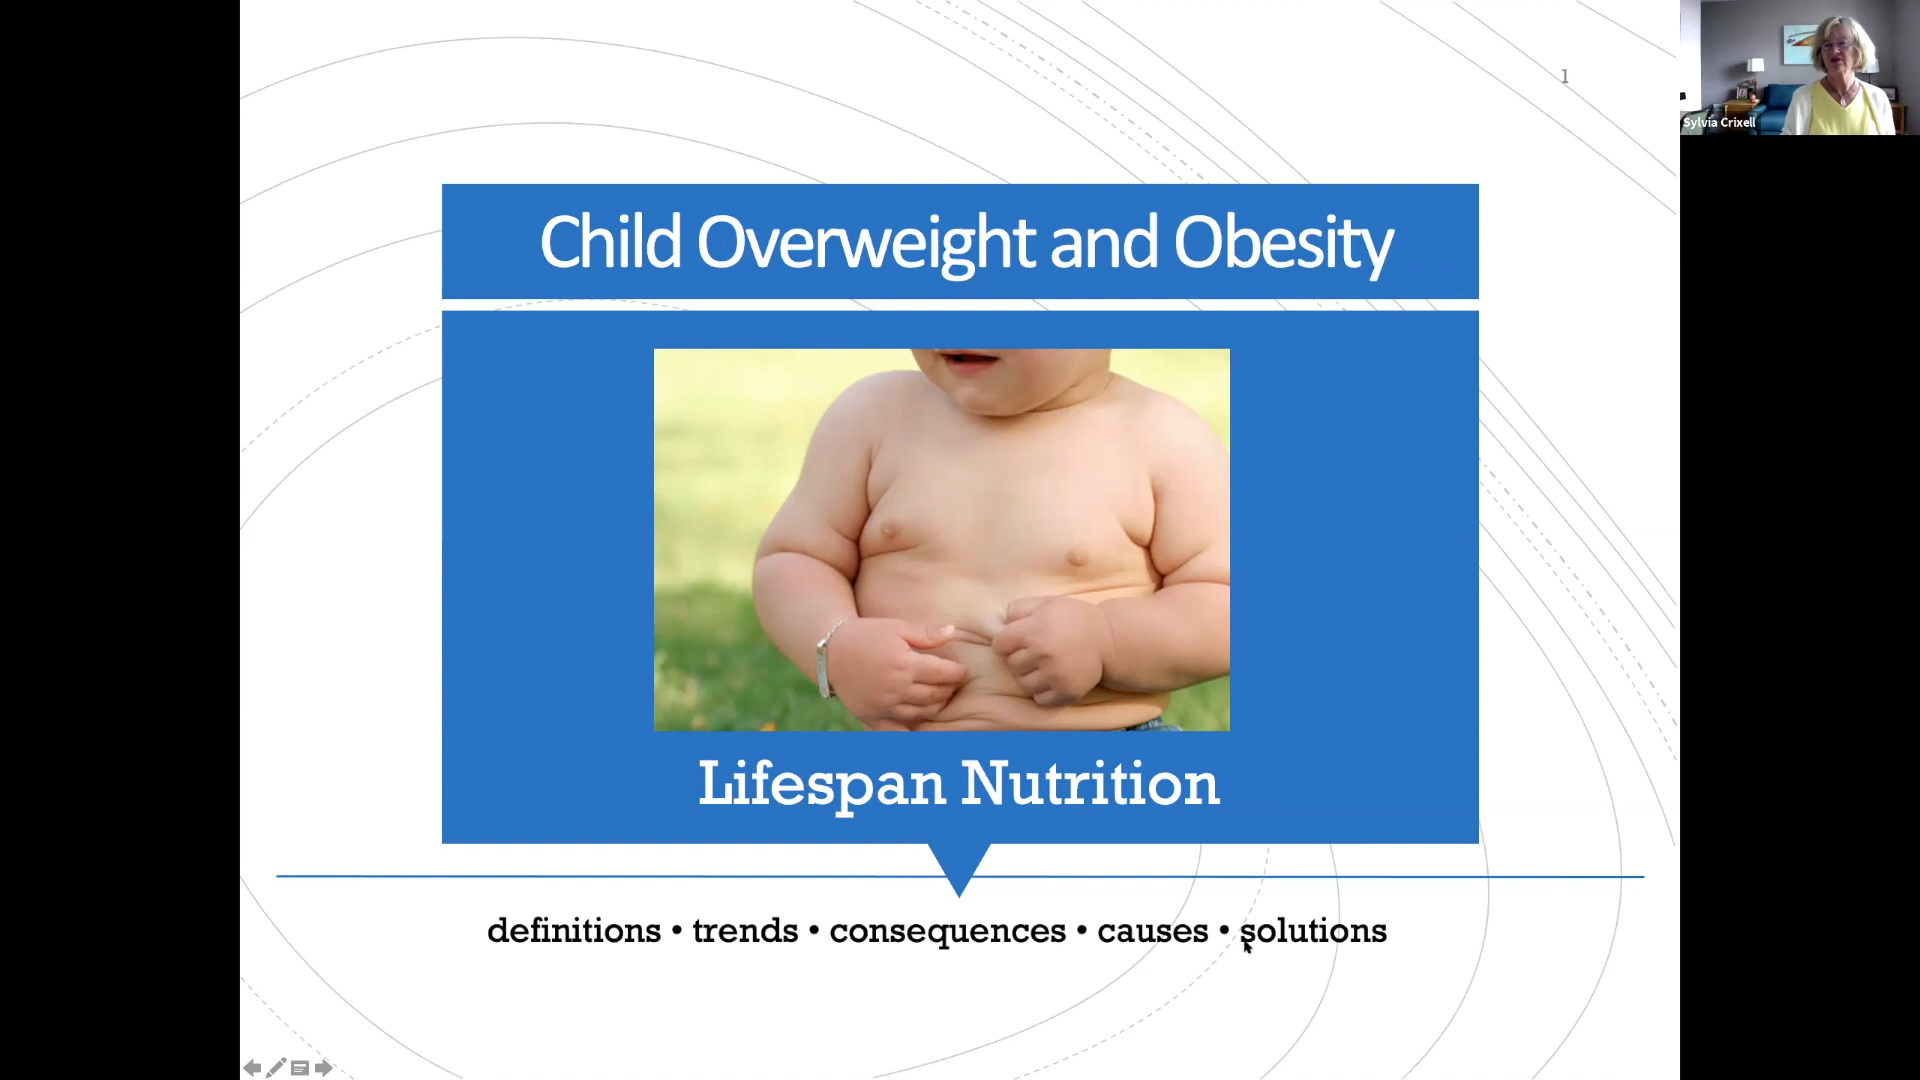 1
Sylvia Crixell
Child Overweight and Obesity
Lifespan Nutrition
definitions • trends • consequences • causes • solutions